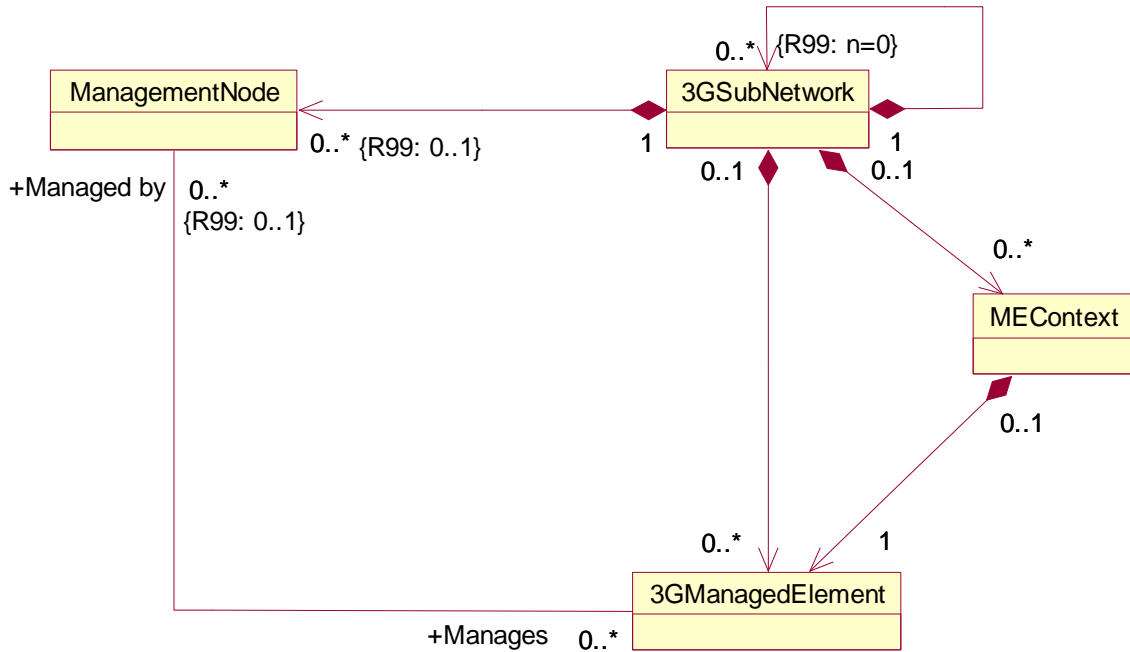 0..*
{R99: n=0}
ManagementNode
3GSubNetwork
0..*
{R99: 0..1}
1
1
0..1
0..1
+Managed by
0..*
{R99: 0..1}
0..*
MEContext
0..1
0..*
1
3GManagedElement
+Manages
0..*